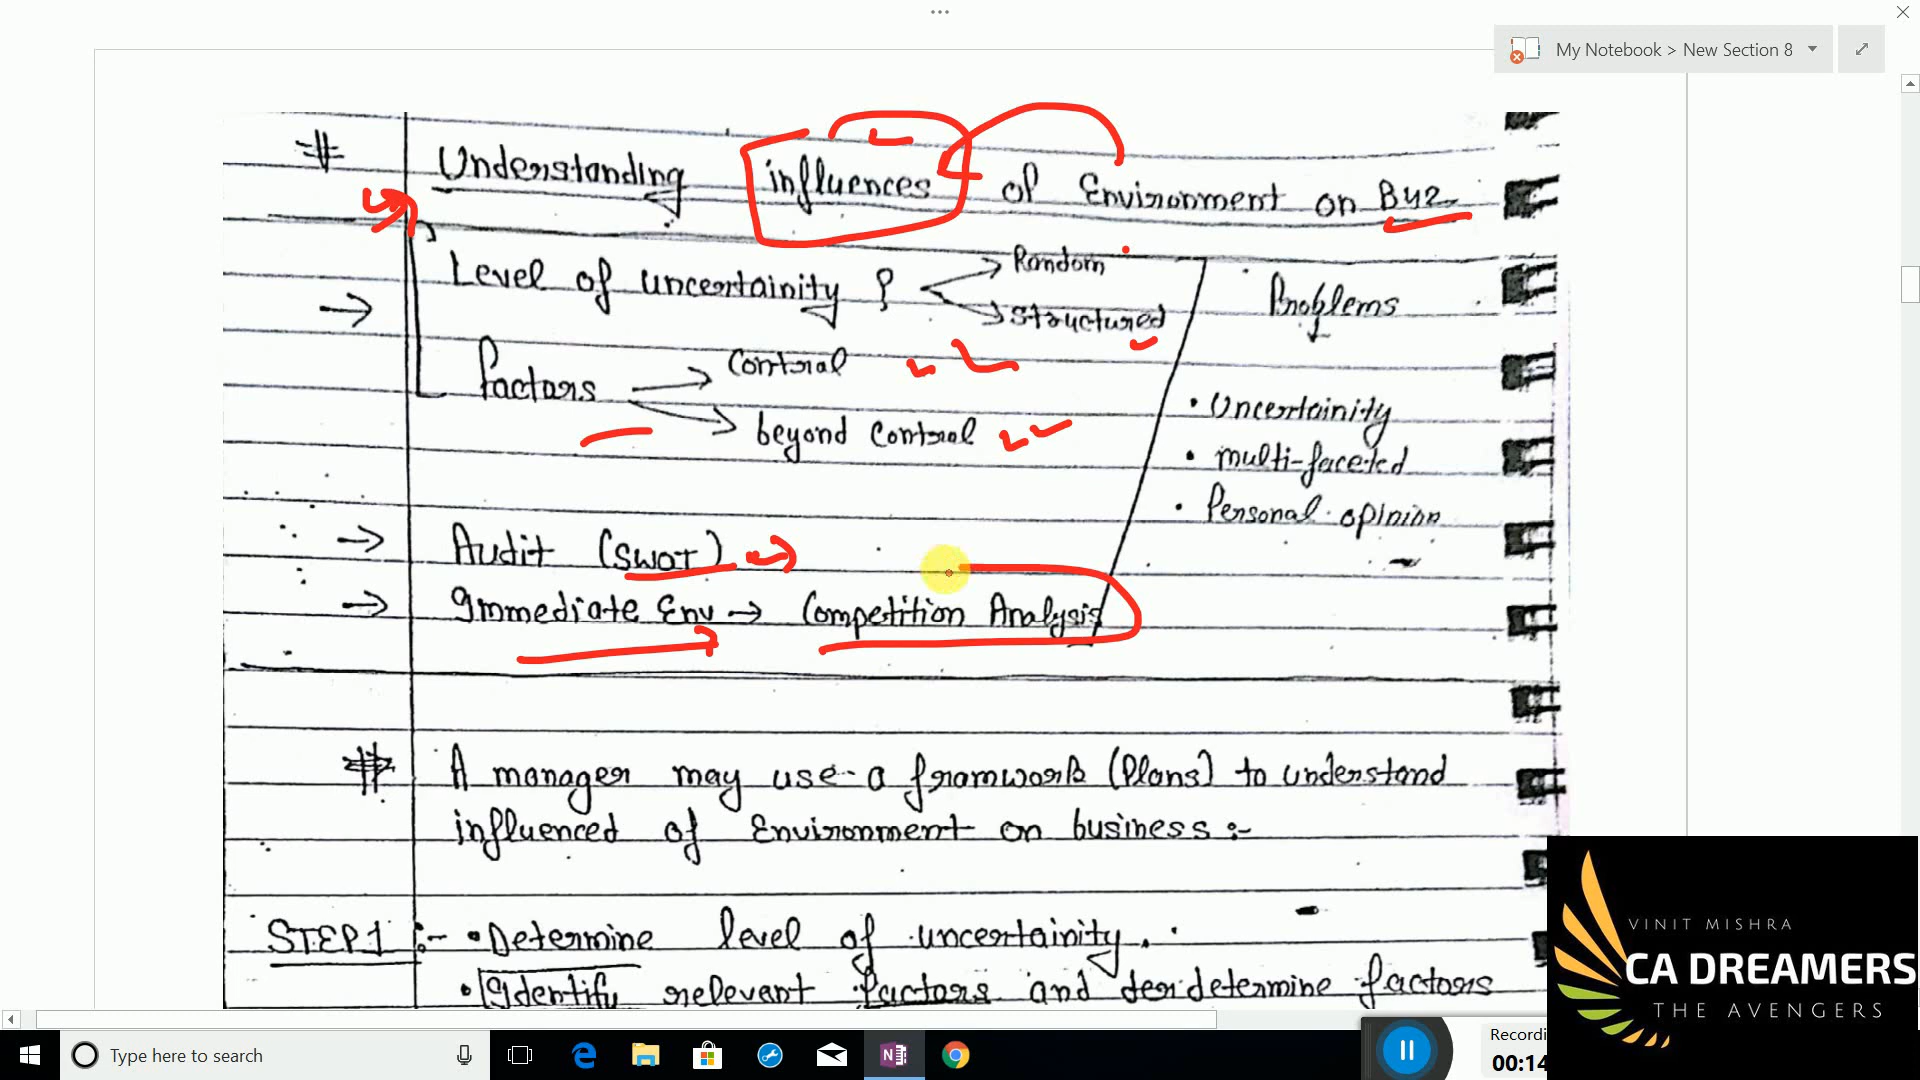 My Notebook > New Section 8
# Understanding influences of Environment on Buz
Level of uncertainity ?
Random
Structured
Problems
Factors
Control
beyond Control
• Uncertainity
• multi-faceted
• Personal opinion
→ Audit (SWOT)
→ Immediate Env → Competition Analysis
# A manager may use a framwork (Plans) to understand
influenced of Environment on business :-
STEP 1 :- • Determine level of uncertainity.
• Identify relevant factors and determine factors
VINIT MISHRA
CA DREAMERS
THE AVENGERS
Type here to search
Recordi
00:14